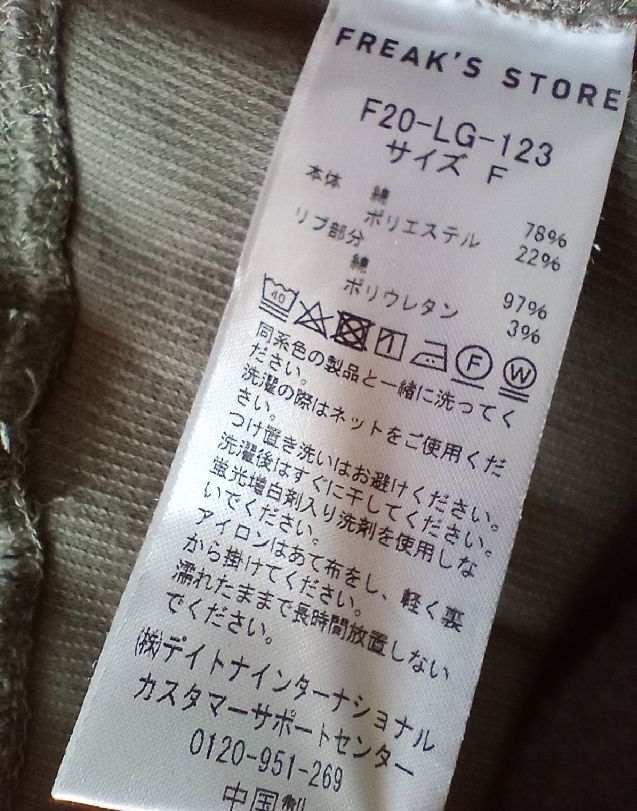 FREAK'S STORE
F20-LG-123
サイズ F
本体 綿 78%
ポリエステル 22%
リブ部分
綿 97%
ポリウレタン 3%
40 1 F W
同系色の製品と一緒に洗ってく
ださい。
洗濯の際はネットをご使用くだ
さい。
つけ置き洗いはお避けください。
洗濯後はすぐに干してください。
蛍光増白剤入り洗剤を使用しな
いでください。
アイロンはあて布をし、軽く裏
から掛けてください。
濡れたままで長時間放置しない
でください。
㈱デイトナインターナショナル
カスタマーサポートセンター
0120-951-269
中国製